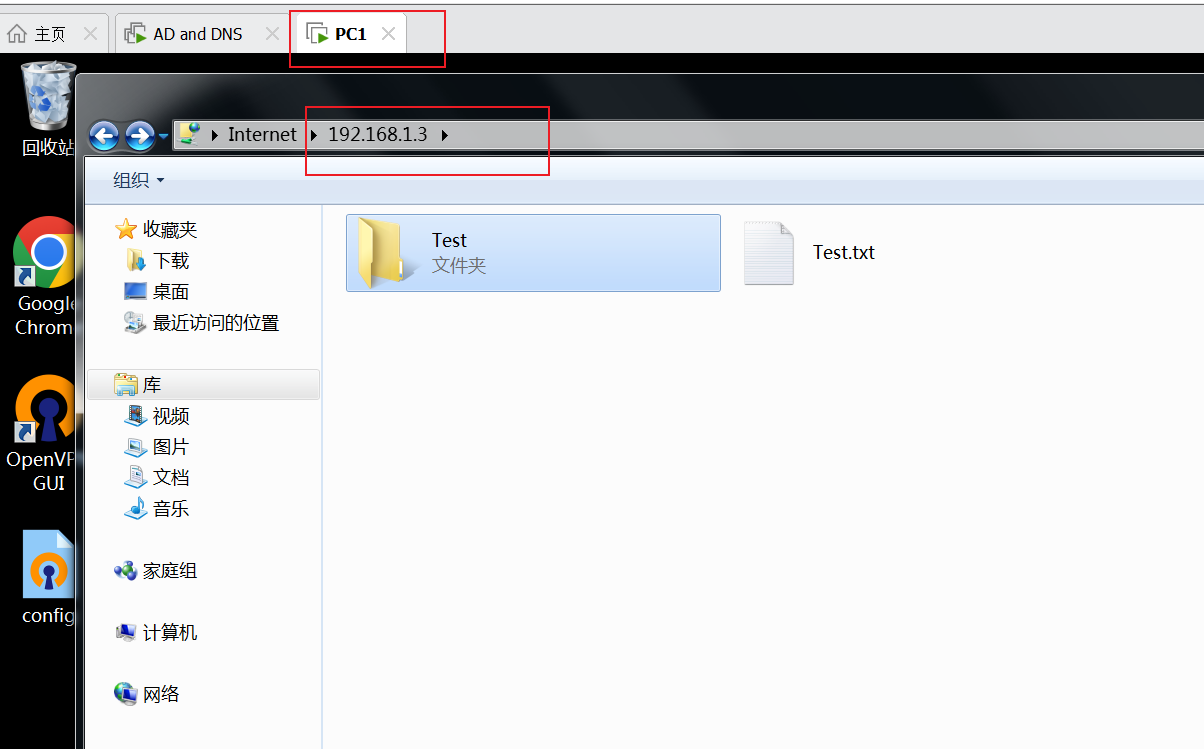 主页
AD and DNS
PC1
回收站
Internet
192.168.1.3
组织
收藏夹
下载
桌面
最近访问的位置
库
视频
图片
文档
音乐
家庭组
计算机
网络
Test
文件夹
Test.txt
Google
Chrom
OpenVP
GUI
config